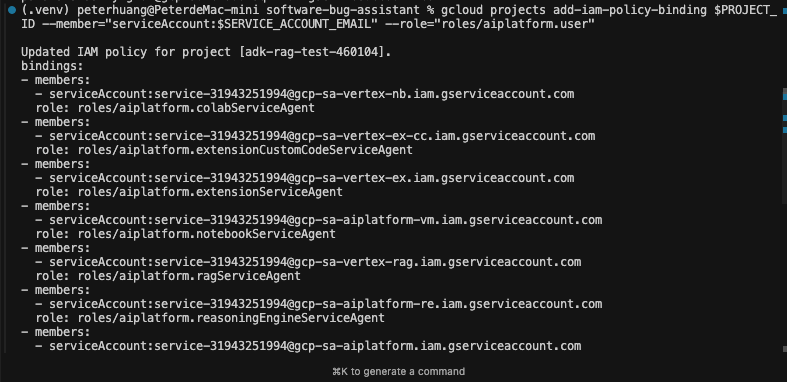 (.venv) peterhuang@PeterdeMac-mini software-bug-assistant % gcloud projects add-iam-policy-binding $PROJECT_
ID --member="serviceAccount:$SERVICE_ACCOUNT_EMAIL" --role="roles/aiplatform.user"
Updated IAM policy for project [adk-rag-test-460104].
bindings:
- members:
  - serviceAccount:service-31943251994@gcp-sa-vertex-nb.iam.gserviceaccount.com
  role: roles/aiplatform.colabServiceAgent
- members:
  - serviceAccount:service-31943251994@gcp-sa-vertex-ex-cc.iam.gserviceaccount.com
  role: roles/aiplatform.extensionCustomCodeServiceAgent
- members:
  - serviceAccount:service-31943251994@gcp-sa-vertex-ex.iam.gserviceaccount.com
  role: roles/aiplatform.extensionServiceAgent
- members:
  - serviceAccount:service-31943251994@gcp-sa-aiplatform-vm.iam.gserviceaccount.com
  role: roles/aiplatform.notebookServiceAgent
- members:
  - serviceAccount:service-31943251994@gcp-sa-vertex-rag.iam.gserviceaccount.com
  role: roles/aiplatform.ragServiceAgent
- members:
  - serviceAccount:service-31943251994@gcp-sa-aiplatform-re.iam.gserviceaccount.com
  role: roles/aiplatform.reasoningEngineServiceAgent
- members:
  - serviceAccount:service-31943251994@gcp-sa-aiplatform.iam.gserviceaccount.com
⌘K to generate a command